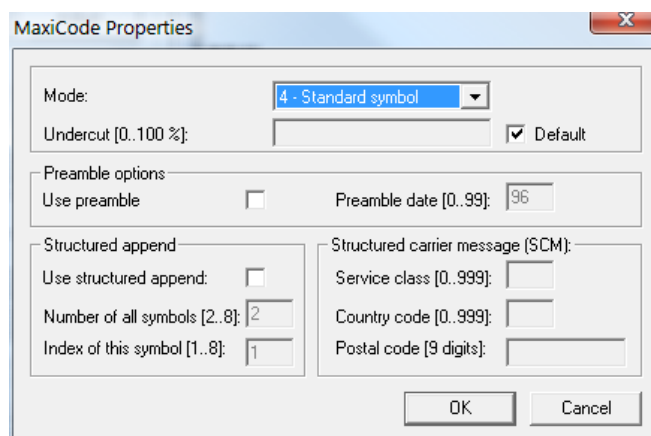 MaxiCode Properties
Mode: 4 - Standard symbol
Undercut [0..100 %]: Default
Preamble options
Use preamble Preamble date [0..99]: 96
Structured append
Use structured append:
Number of all symbols [2..8]: 2
Index of this symbol [1..8]: 1
Structured carrier message (SCM):
Service class [0..999]:
Country code [0..999]:
Postal code [9 digits]:
OK Cancel